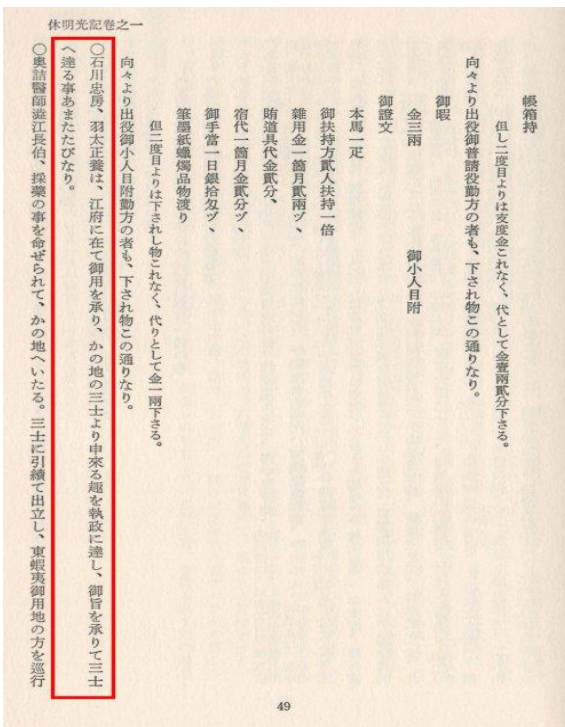 休明光記卷之一
帳箱持
但し二度目よりは支度金これなく、代として金壹兩貳分下さる。
向々より出役御普請役勤方の者も、下され物この通りなり。
御暇
金三兩　　　　御小人目附
御證文
本馬一疋
御扶持方貳人扶持一倍
雜用金一箇月貳兩ヅヽ
賄道具代金貳分、
宿代一箇月金貳分ヅヽ
御手當一日銀拾匁ヅヽ
筆墨紙蠟燭品物渡り
但二度目よりは下されし物これなく、代りとして金一兩下さる。
向々より出役御小人目附勤方の者も、下され物この通りなり。
〇石川忠房、羽太正養は、江府に在て御用を承り、かの地の三士より申來る趣を執政に達し、御旨を承りて三士
へ達る事あまたたびなり。
〇奧詰醫師澁江長伯、採藥の事を命ぜられて、かの地へいたる。三士に引續て出立し、東蝦夷御用地の方を巡行
49